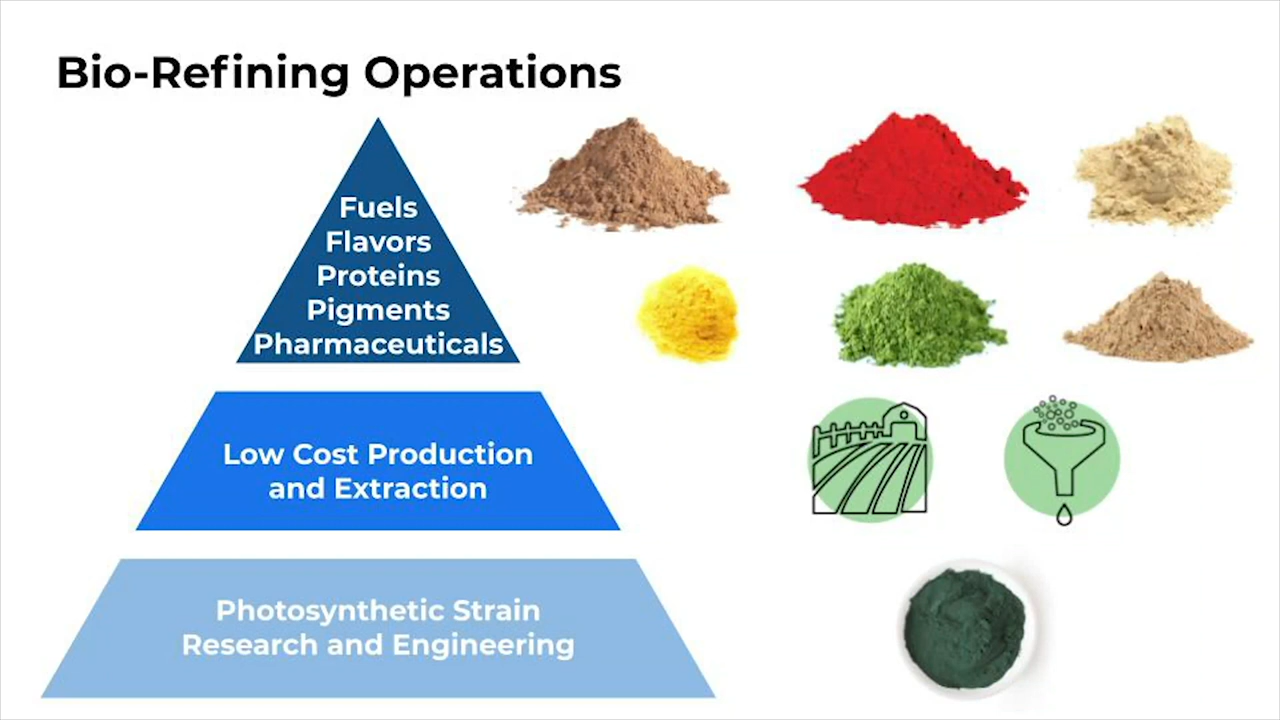 Bio-Refining Operations
Fuels
Flavors
Proteins
Pigments
Pharmaceuticals
Low Cost Production
and Extraction
Photosynthetic Strain
Research and Engineering